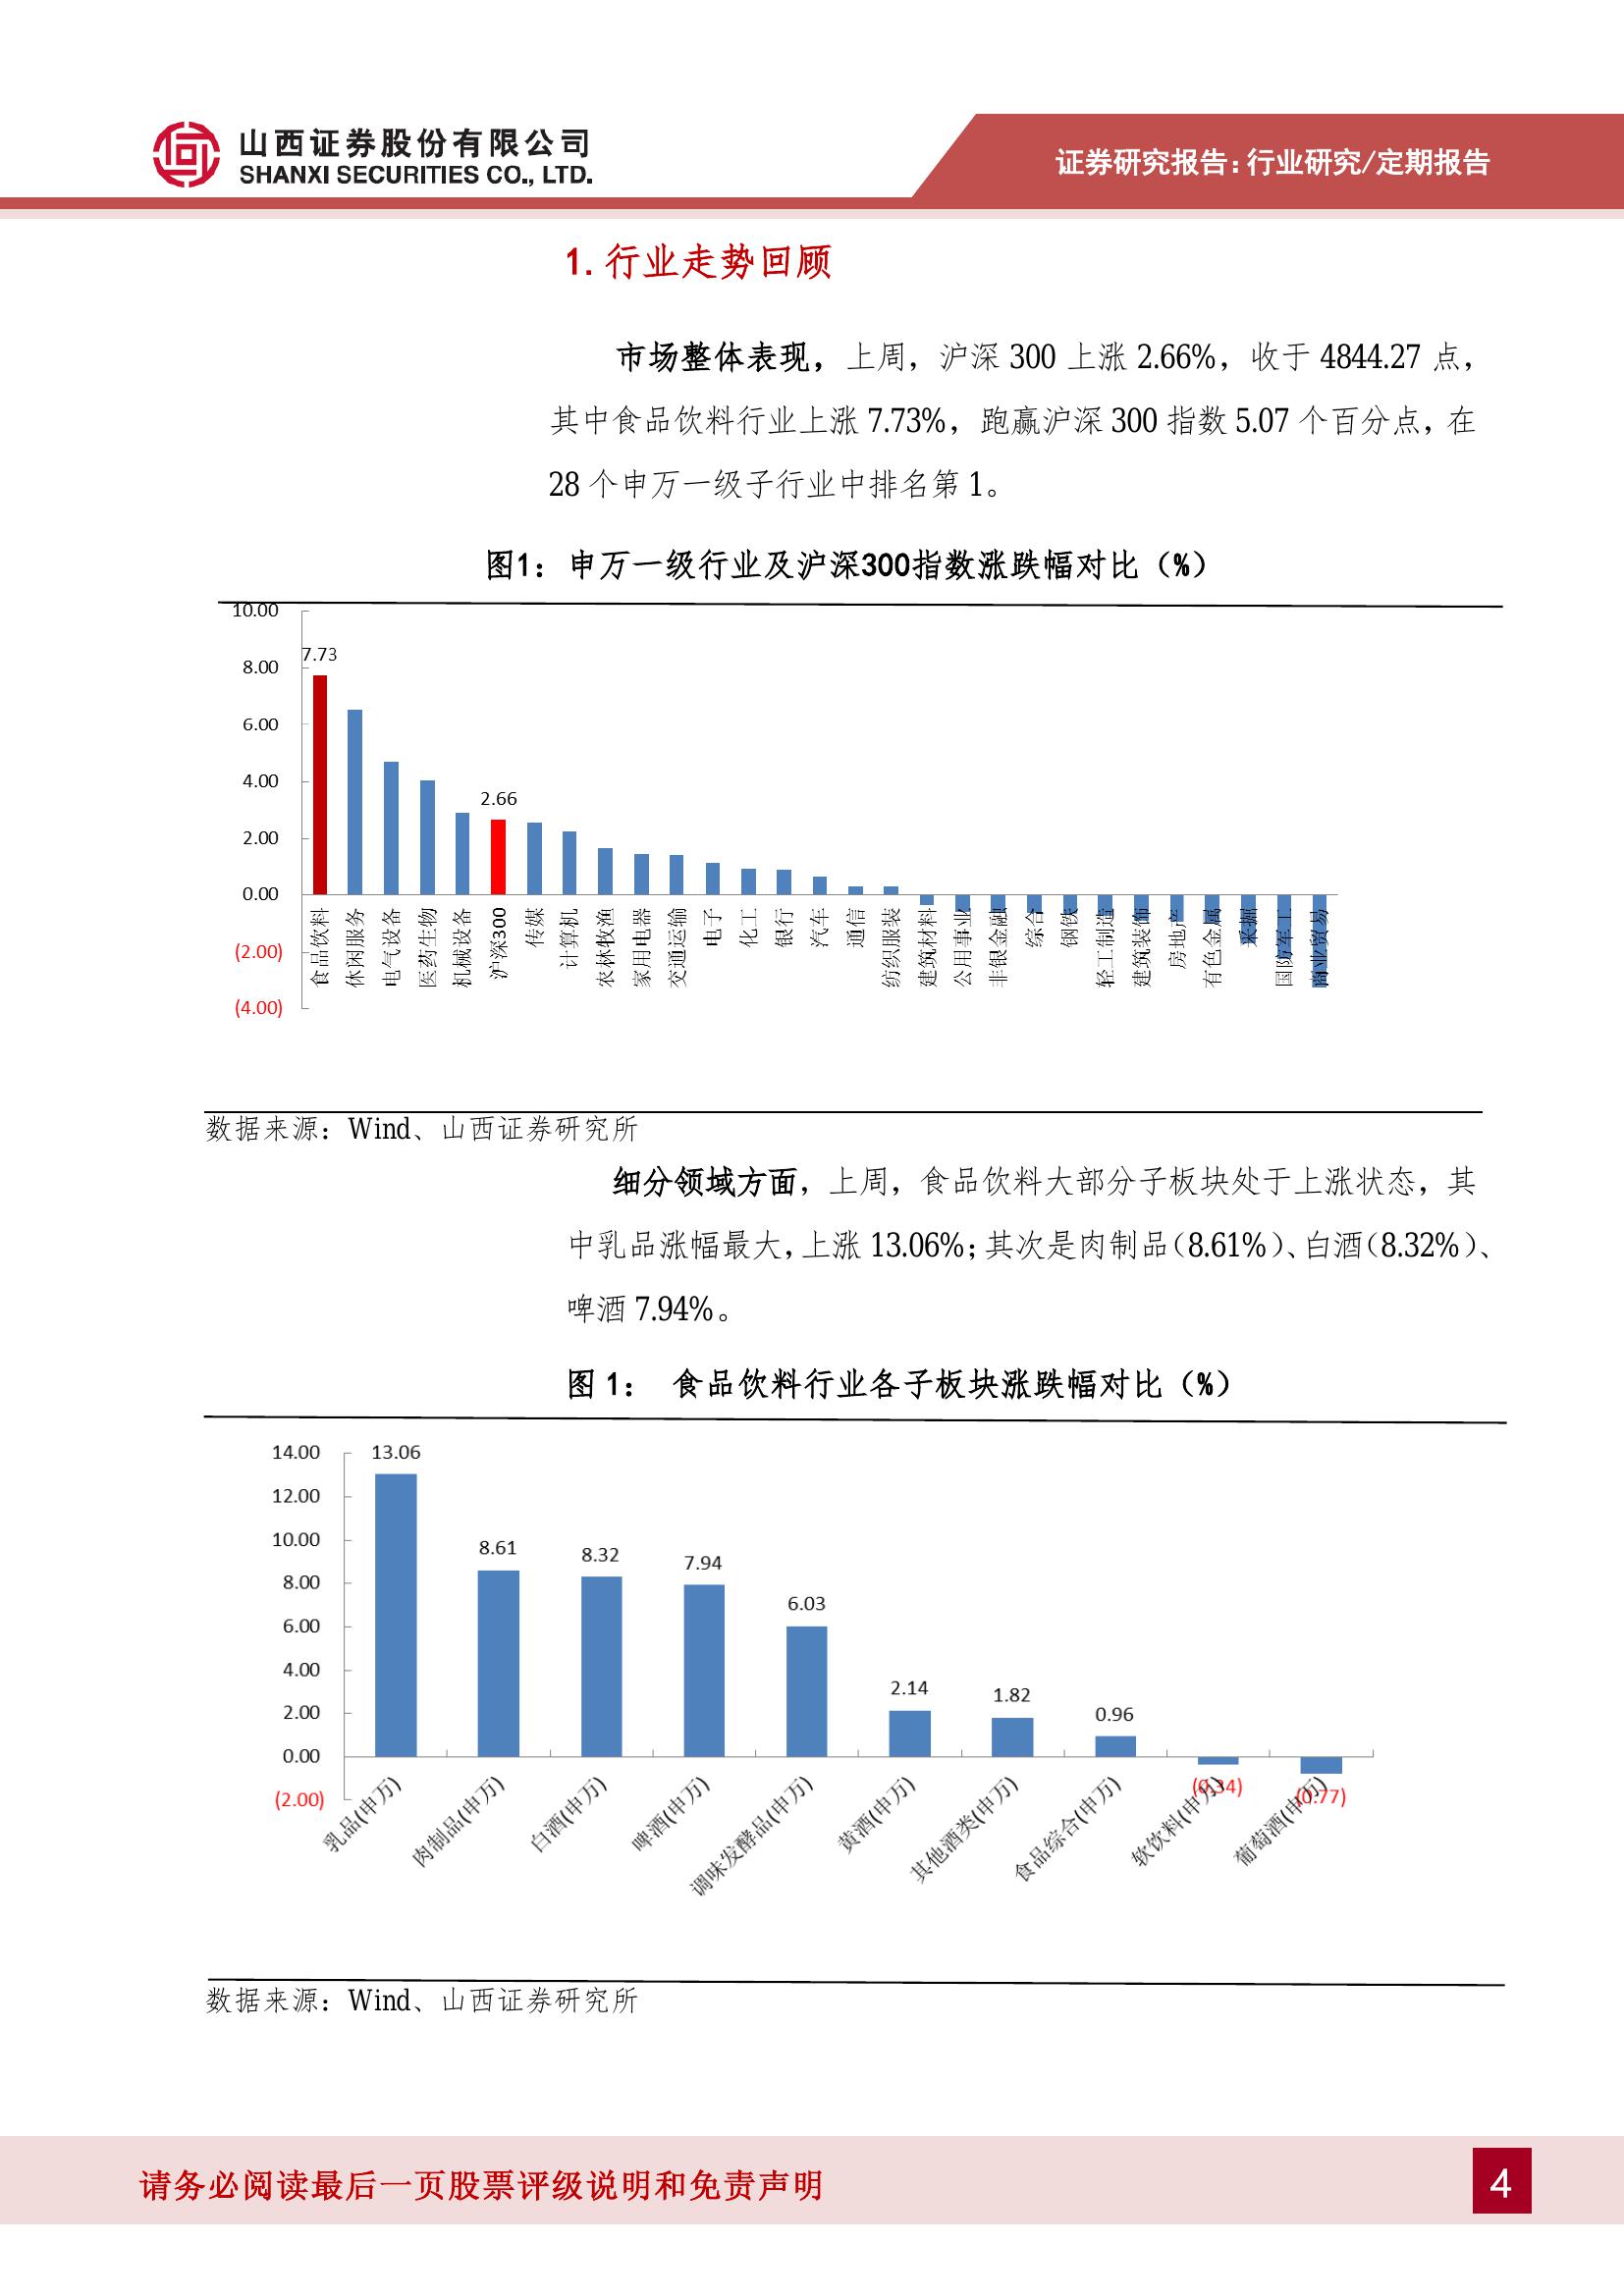 山西证券股份有限公司
SHANXI SECURITIES CO., LTD.
证券研究报告：行业研究/定期报告
1.行业走势回顾
市场整体表现，上周，沪深 300 上涨 2.66%，收于 4844.27 点，
其中食品饮料行业上涨 7.73%，跑赢沪深 300 指数 5.07 个百分点，在
28 个申万一级子行业中排名第 1。
图1：申万一级行业及沪深300指数涨跌幅对比（%）
10.00
8.00
6.00
4.00
2.00
0.00
(2.00)
(4.00)
7.73
2.66
食品饮料
休闲服务
电气设备
医药生物
机械设备
沪深300
传媒
计算机
农林牧渔
家用电器
交通运输
电子
化工
银行
汽车
通信
纺织服装
建筑材料
公用事业
非银金融
综合
钢铁
轻工制造
建筑装饰
房地产
有色金属
采掘
国防军工
商业贸易
数据来源：Wind、山西证券研究所
细分领域方面，上周，食品饮料大部分子板块处于上涨状态，其
中乳品涨幅最大，上涨 13.06%；其次是肉制品（8.61%）、白酒（8.32%）、
啤酒 7.94%。
图 1： 食品饮料行业各子板块涨跌幅对比（%）
14.00
12.00
10.00
8.00
6.00
4.00
2.00
0.00
(2.00)
13.06
8.61
8.32
7.94
6.03
2.14
1.82
0.96
(0.34)
(0.77)
乳品(申万)
肉制品(申万)
白酒(申万)
啤酒(申万)
调味发酵品(申万)
黄酒(申万)
其他酒类(申万)
食品综合(申万)
软饮料(申万)
葡萄酒(申万)
数据来源：Wind、山西证券研究所
请务必阅读最后一页股票评级说明和免责声明
4